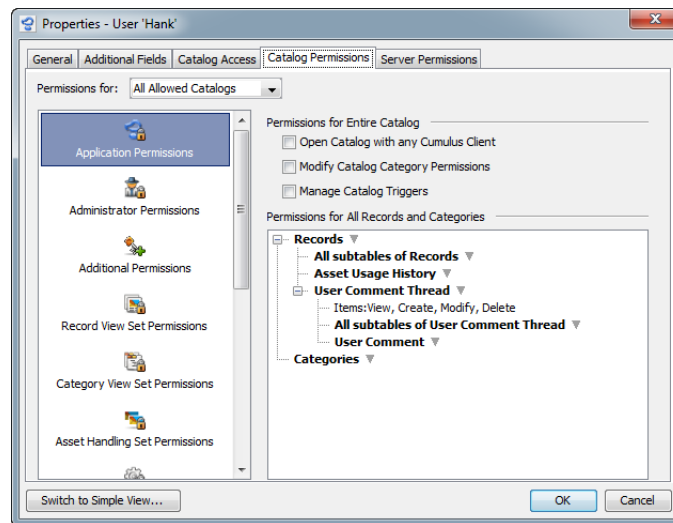 Properties - User 'Hank'
General Additional Fields Catalog Access Catalog Permissions Server Permissions
Permissions for: All Allowed Catalogs
Application Permissions
Administrator Permissions
Additional Permissions
Record View Set Permissions
Category View Set Permissions
Asset Handling Set Permissions
Permissions for Entire Catalog
Open Catalog with any Cumulus Client
Modify Catalog Category Permissions
Manage Catalog Triggers
Permissions for All Records and Categories
Records
All subtables of Records
Asset Usage History
User Comment Thread
Items:View, Create, Modify, Delete
All subtables of User Comment Thread
User Comment
Categories
Switch to Simple View... OK Cancel